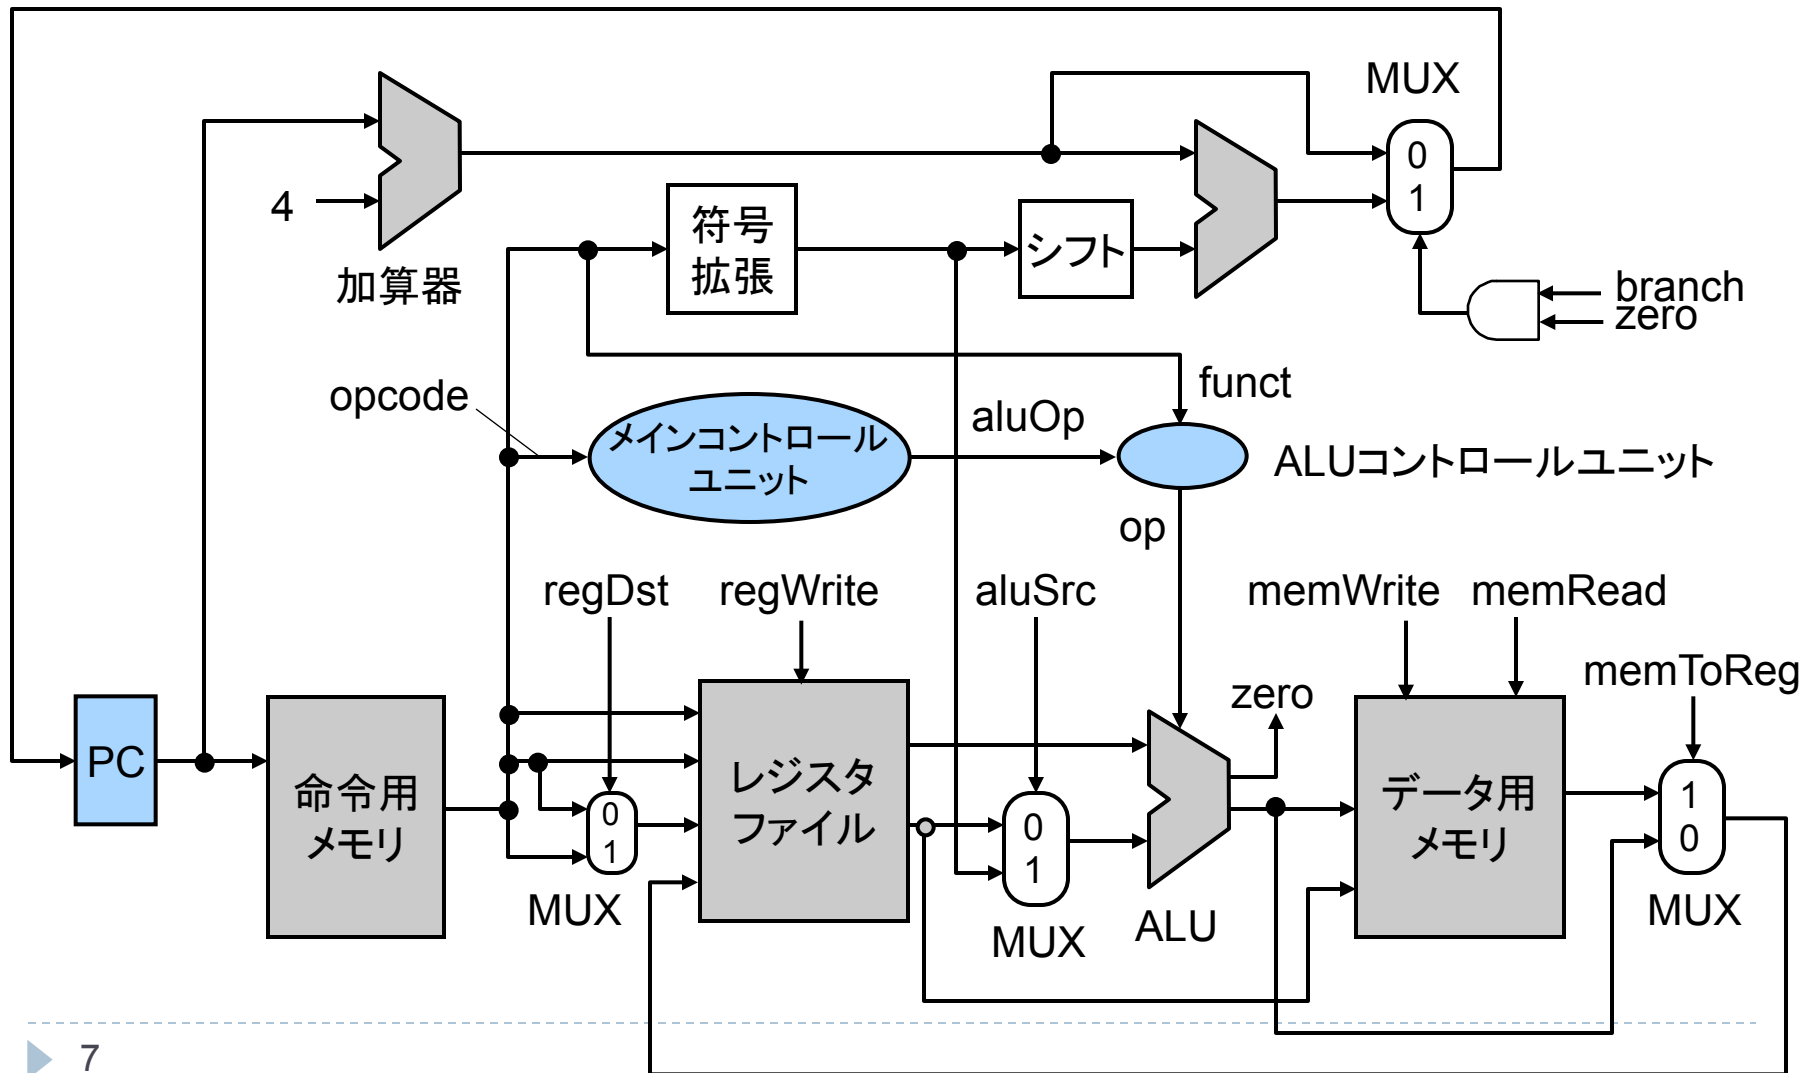 MUX
0
1
4
加算器
符号
拡張
シフト
branch
zero
opcode
メインコントロール
ユニット
aluOp
funct
ALUコントロールユニット
op
regDst
regWrite
aluSrc
memWrite
memRead
memToReg
zero
PC
命令用
メモリ
0
1
MUX
レジスタ
ファイル
0
1
MUX
ALU
データ用
メモリ
1
0
MUX
7